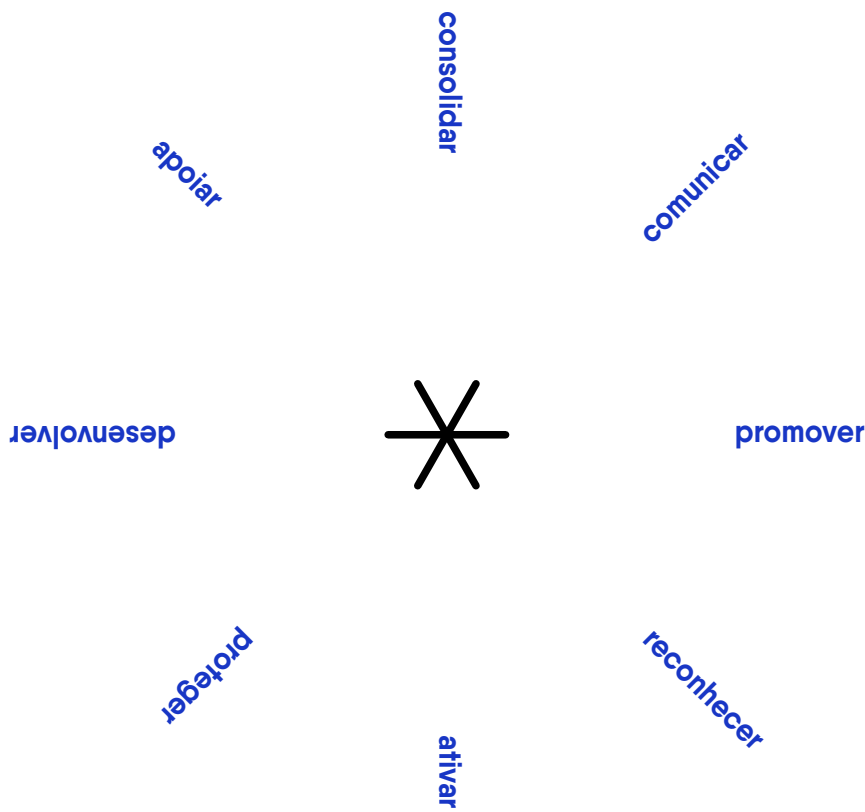 consolidar
comunicar
promover
reconhecer
ativar
proteger
desenvolver
apoiar